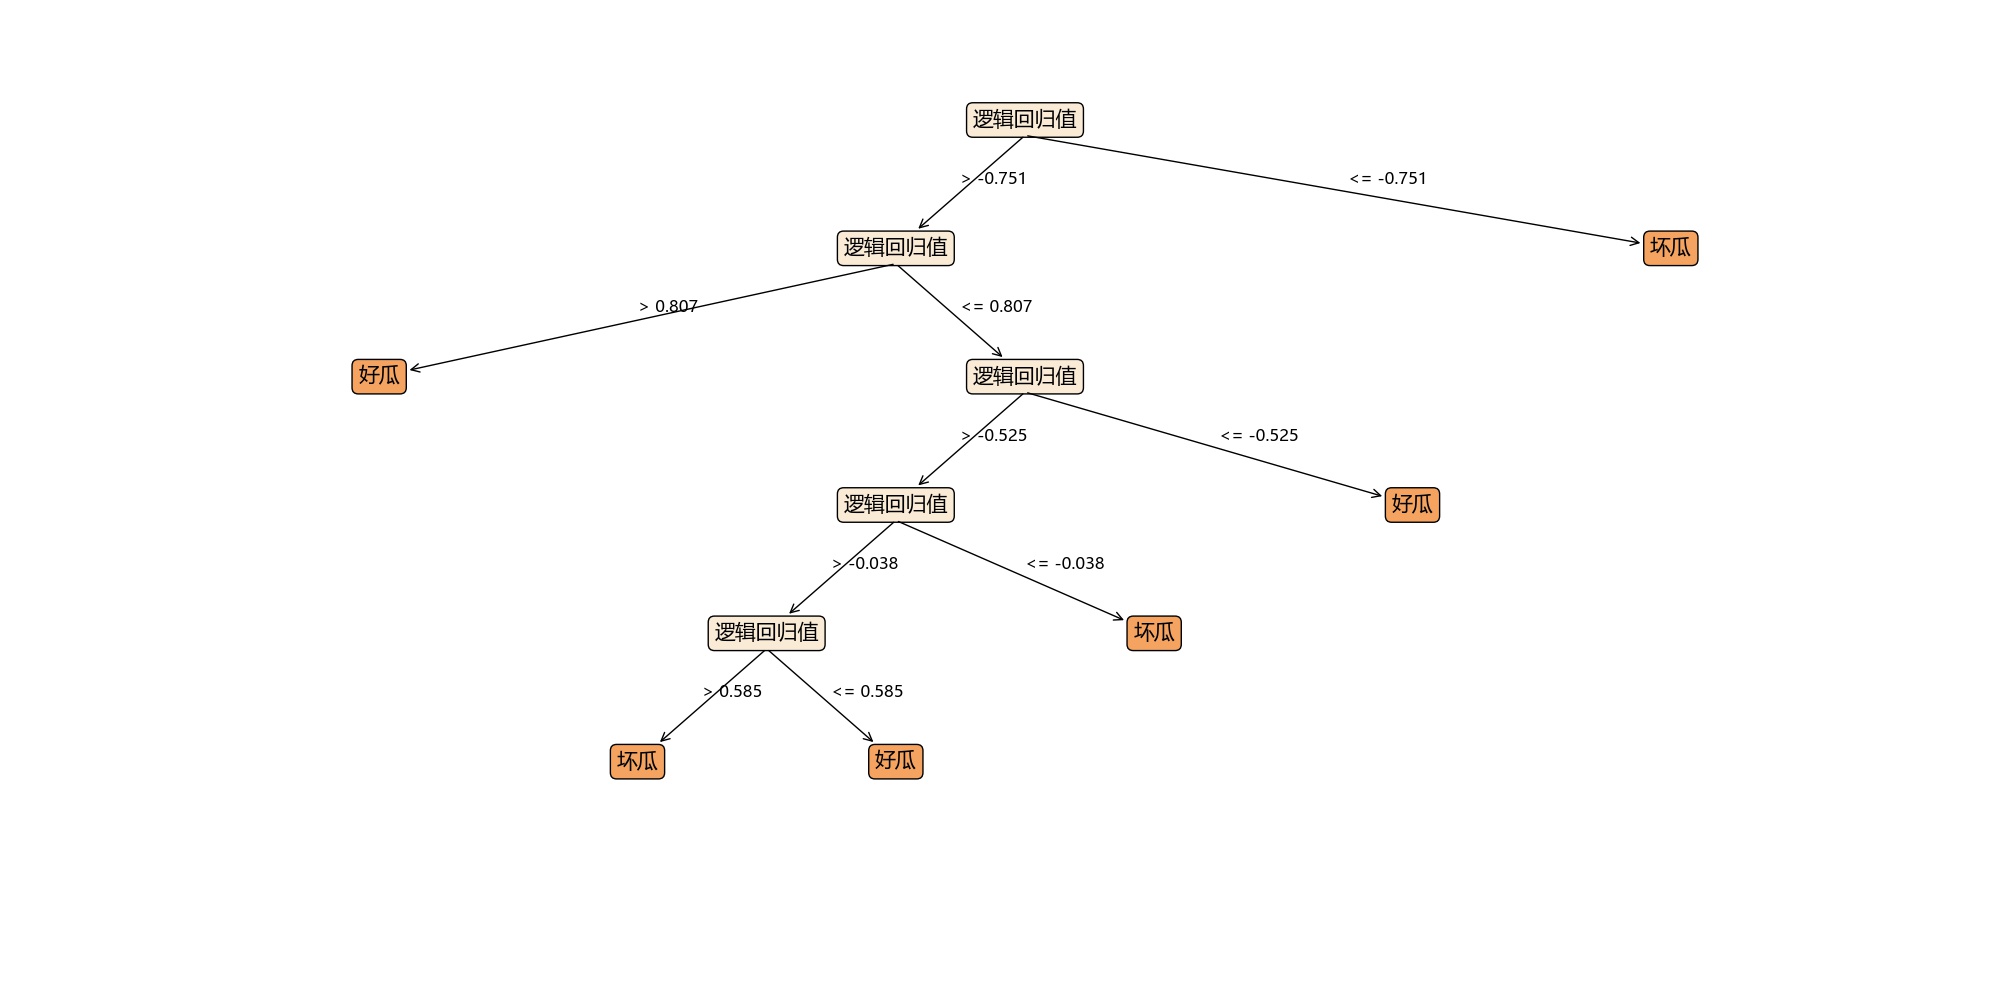 逻辑回归值
> -0.751
<= -0.751
逻辑回归值
坏瓜
> 0.807
<= 0.807
好瓜
逻辑回归值
> -0.525
<= -0.525
逻辑回归值
好瓜
> -0.038
<= -0.038
逻辑回归值
坏瓜
> 0.585
<= 0.585
坏瓜
好瓜